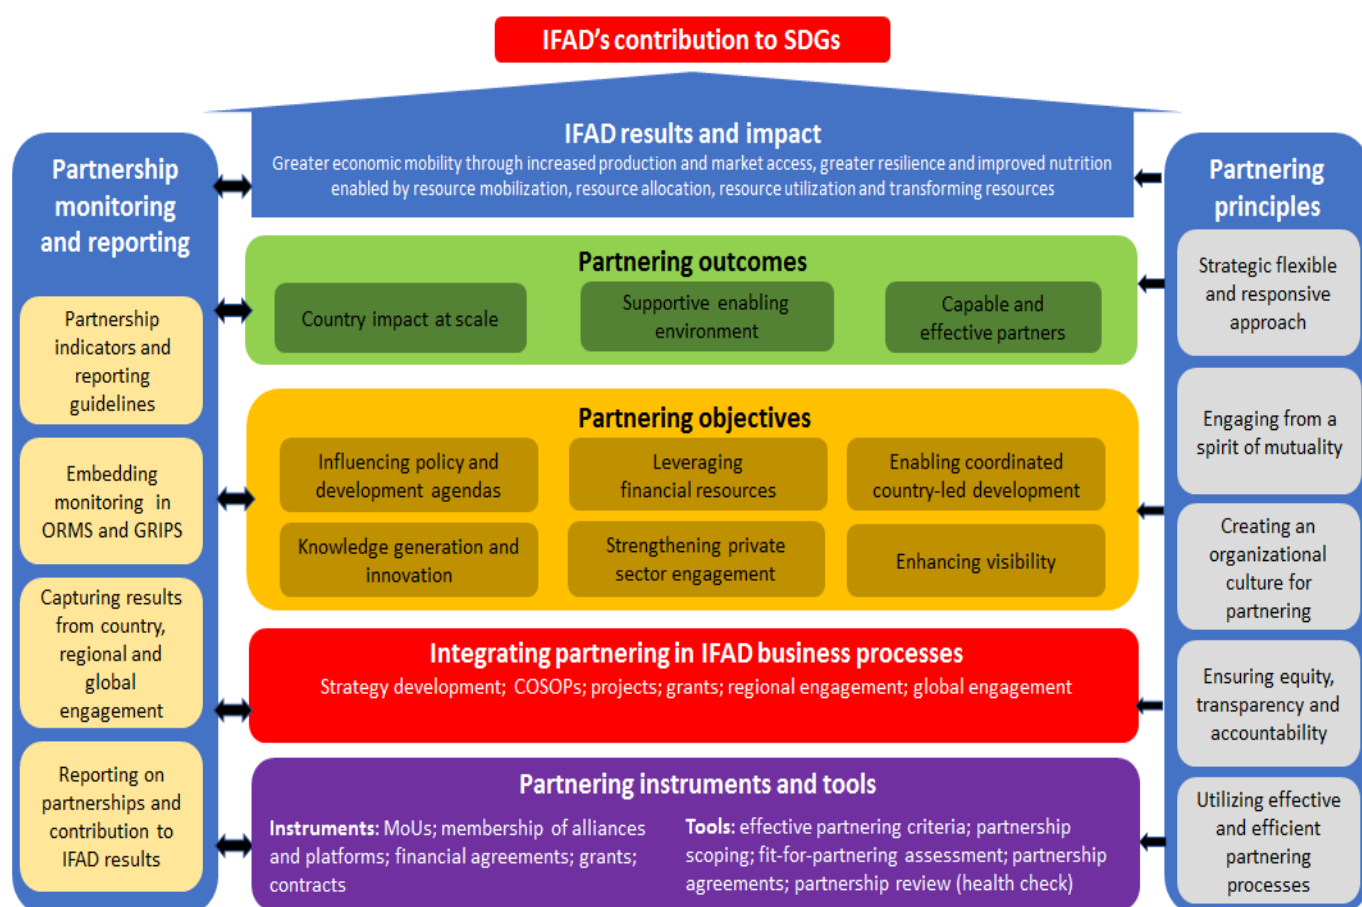 IFAD's contribution to SDGs
IFAD results and impact
Greater economic mobility through increased production and market access, greater resilience and improved nutrition
enabled by resource mobilization, resource allocation, resource utilization and transforming resources
Partnership
monitoring
and reporting
Partnership
indicators and
reporting
guidelines
Embedding
monitoring in
ORMS and GRIPS
Capturing results
from country,
regional and
global
engagement
Reporting on
partnerships and
contribution to
IFAD results
Partnering outcomes
Country impact at scale
Supportive enabling
environment
Capable and
effective partners
Partnering objectives
Influencing policy and
development agendas
Leveraging
financial resources
Enabling coordinated
country-led development
Knowledge generation and
innovation
Strengthening private
sector engagement
Enhancing visibility
Integrating partnering in IFAD business processes
Strategy development; COSOPs; projects; grants; regional engagement; global engagement
Partnering instruments and tools
Instruments: MoUs; membership of alliances
and platforms; financial agreements; grants;
contracts
Tools: effective partnering criteria; partnership
scoping; fit-for-partnering assessment; partnership
agreements; partnership review (health check)
Partnering
principles
Strategic flexible
and responsive
approach
Engaging from a
spirit of mutuality
Creating an
organizational
culture for
partnering
Ensuring equity,
transparency and
accountability
Utilizing effective
and efficient
partnering
processes